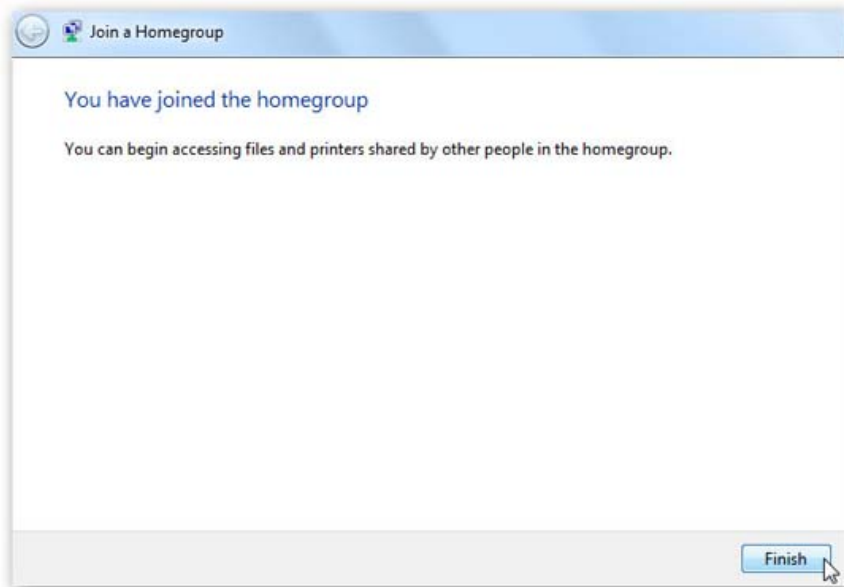 Join a Homegroup
You have joined the homegroup
You can begin accessing files and printers shared by other people in the homegroup.
Finish